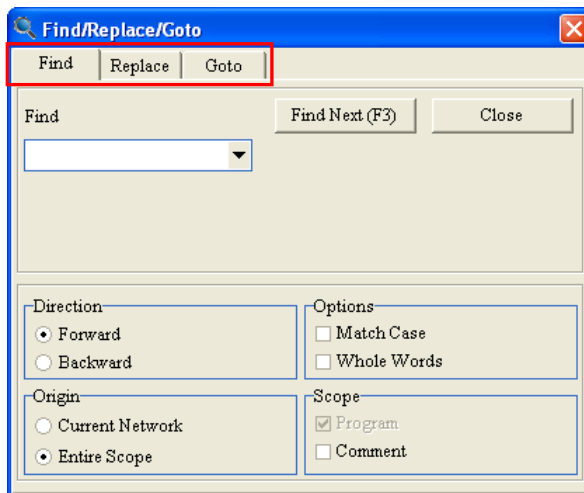 Find/Replace/Goto
Find Replace Goto
Find Find Next (F3) Close
Direction
Forward
Backward
Options
Match Case
Whole Words
Origin
Current Network
Entire Scope
Scope
Program
Comment